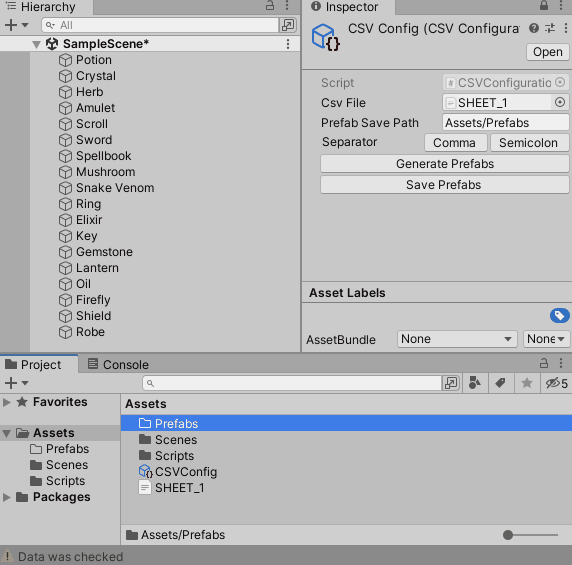 Hierarchy
All
SampleScene*
Potion
Crystal
Herb
Amulet
Scroll
Sword
Spellbook
Mushroom
Snake Venom
Ring
Elixir
Key
Gemstone
Lantern
Oil
Firefly
Shield
Robe
Inspector
CSV Config (CSV Configura
Open
Script CSVConfiguratio
Csv File SHEET_1
Prefab Save Path Assets/Prefabs
Separator Comma Semicolon
Generate Prefabs
Save Prefabs
Asset Labels
AssetBundle None None
Project Console
5
Favorites
Assets
Prefabs
Scenes
Scripts
Packages
Assets
Prefabs
Scenes
Scripts
CSVConfig
SHEET_1
Assets/Prefabs
Data was checked